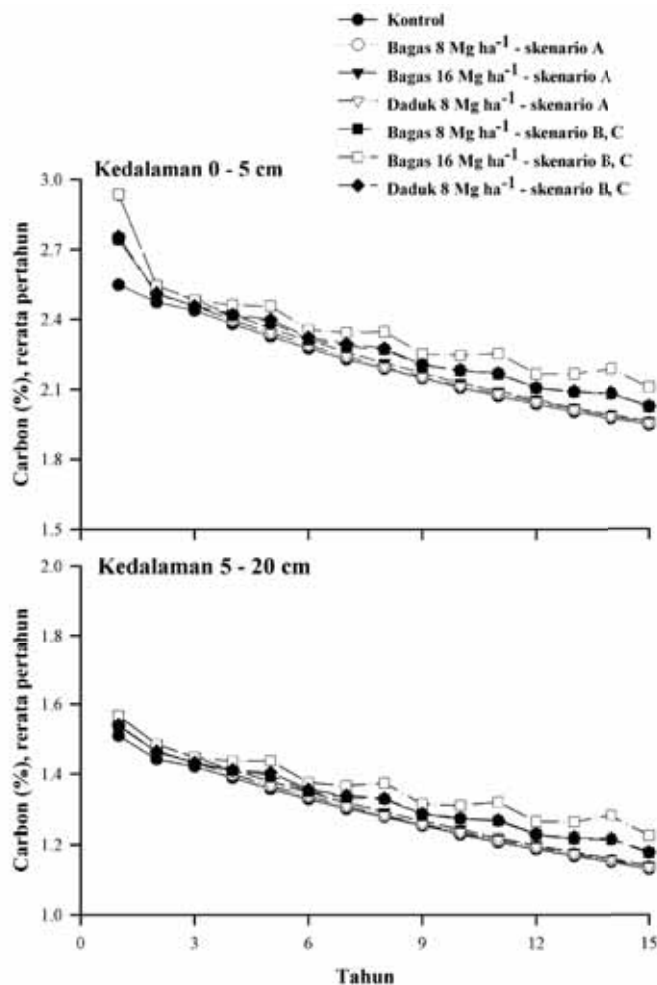 Kontrol
Bagas 8 Mg ha⁻¹ - skenario A
Bagas 16 Mg ha⁻¹ - skenario A
Daduk 8 Mg ha⁻¹ - skenario A
Bagas 8 Mg ha⁻¹ - skenario B, C
Bagas 16 Mg ha⁻¹ - skenario B, C
Daduk 8 Mg ha⁻¹ - skenario B, C
Kedalaman 0 - 5 cm
3.0
2.7
2.4
2.1
1.8
1.5
Carbon (%), rerata pertahun
Kedalaman 5 - 20 cm
2.0
1.8
1.6
1.4
1.2
1.0
Carbon (%), rerata pertahun
0 3 6 9 12 15
Tahun